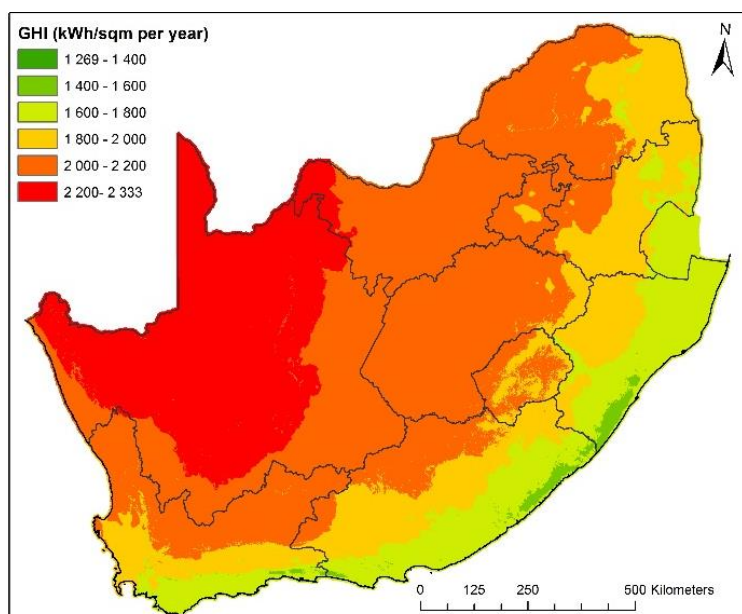 GHI (kWh/sqm per year)
1 269 - 1 400
1 400 - 1 600
1 600 - 1 800
1 800 - 2 000
2 000 - 2 200
2 200- 2 333
N
0 125 250 500 Kilometers